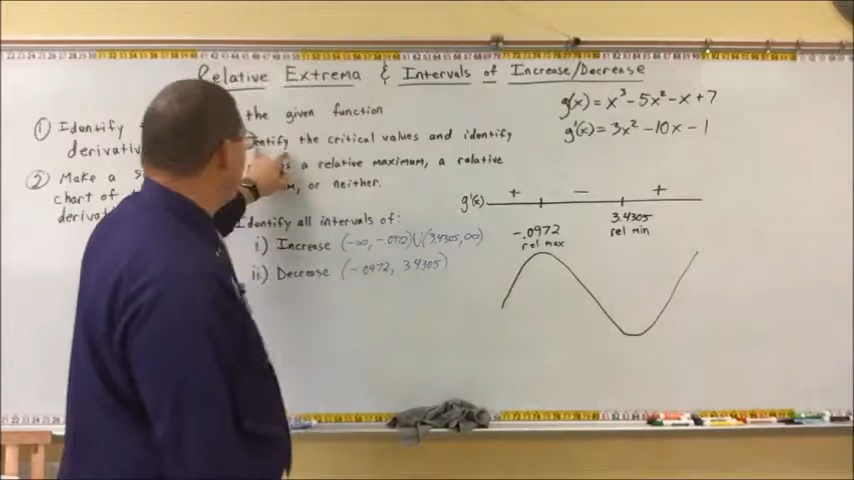 Relative Extrema & Intervals of Increase/Decrease
① Identify
derivativ
② Make a s
chart of t
derivat
the given function
entify the critical values and identify
is a relative maximum, a relative
m, or neither.
Identify all intervals of:
i) Increase (-∞, -.0972)∪(3.4305, ∞)
ii) Decrease (-.0972, 3.4305)
g(x) = x³ - 5x² - x + 7
g'(x) = 3x² - 10x - 1
g'(x) + - +
-.0972 3.4305
rel max rel min